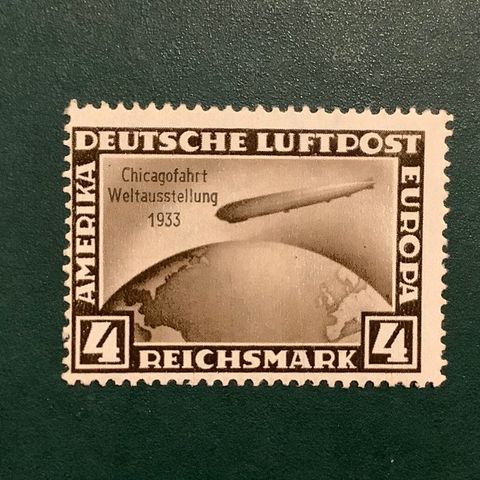 DEUTSCHE LUFTPOST
AMERIKA
EUROPA
Chicagofahrt
Weltausstellung
1933
4
REICHSMARK
4